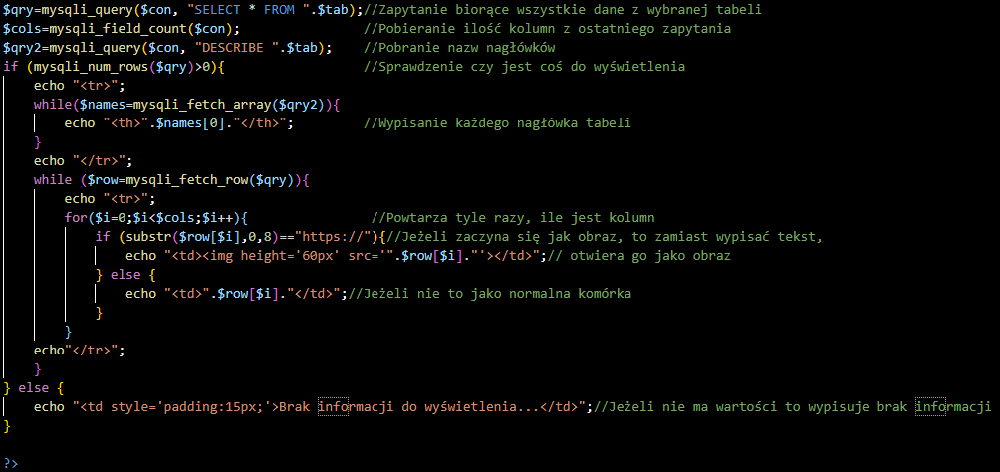 $qry=mysqli_query($con, "SELECT * FROM ".$tab);//Zapytanie biorące wszystkie dane z wybranej tabeli
$cols=mysqli_field_count($con);                //Pobieranie ilość kolumn z ostatniego zapytania
$qry2=mysqli_query($con, "DESCRIBE ".$tab);    //Pobranie nazw nagłówków
if (mysqli_num_rows($qry)>0){                  //Sprawdzenie czy jest coś do wyświetlenia
    echo "<tr>";
    while($names=mysqli_fetch_array($qry2)){
        echo "<th>".$names[0]."</th>";         //Wypisanie każdego nagłówka tabeli
    }
    echo "</tr>";
    while ($row=mysqli_fetch_row($qry)){
        echo "<tr>";
        for($i=0;$i<$cols;$i++){                //Powtarza tyle razy, ile jest kolumn
            if (substr($row[$i],0,8)=="https://"){//Jeżeli zaczyna się jak obraz, to zamiast wypisać tekst,
                echo "<td><img height='60px' src='".$row[$i]."'></td>";// otwiera go jako obraz
            } else {
                echo "<td>".$row[$i]."</td>";//Jeżeli nie to jako normalna komórka
            }
        }
    echo"</tr>";
    }
} else {
    echo "<td style='padding:15px;'>Brak informacji do wyświetlenia...</td>";//Jeżeli nie ma wartości to wypisuje brak informacji
}
?>